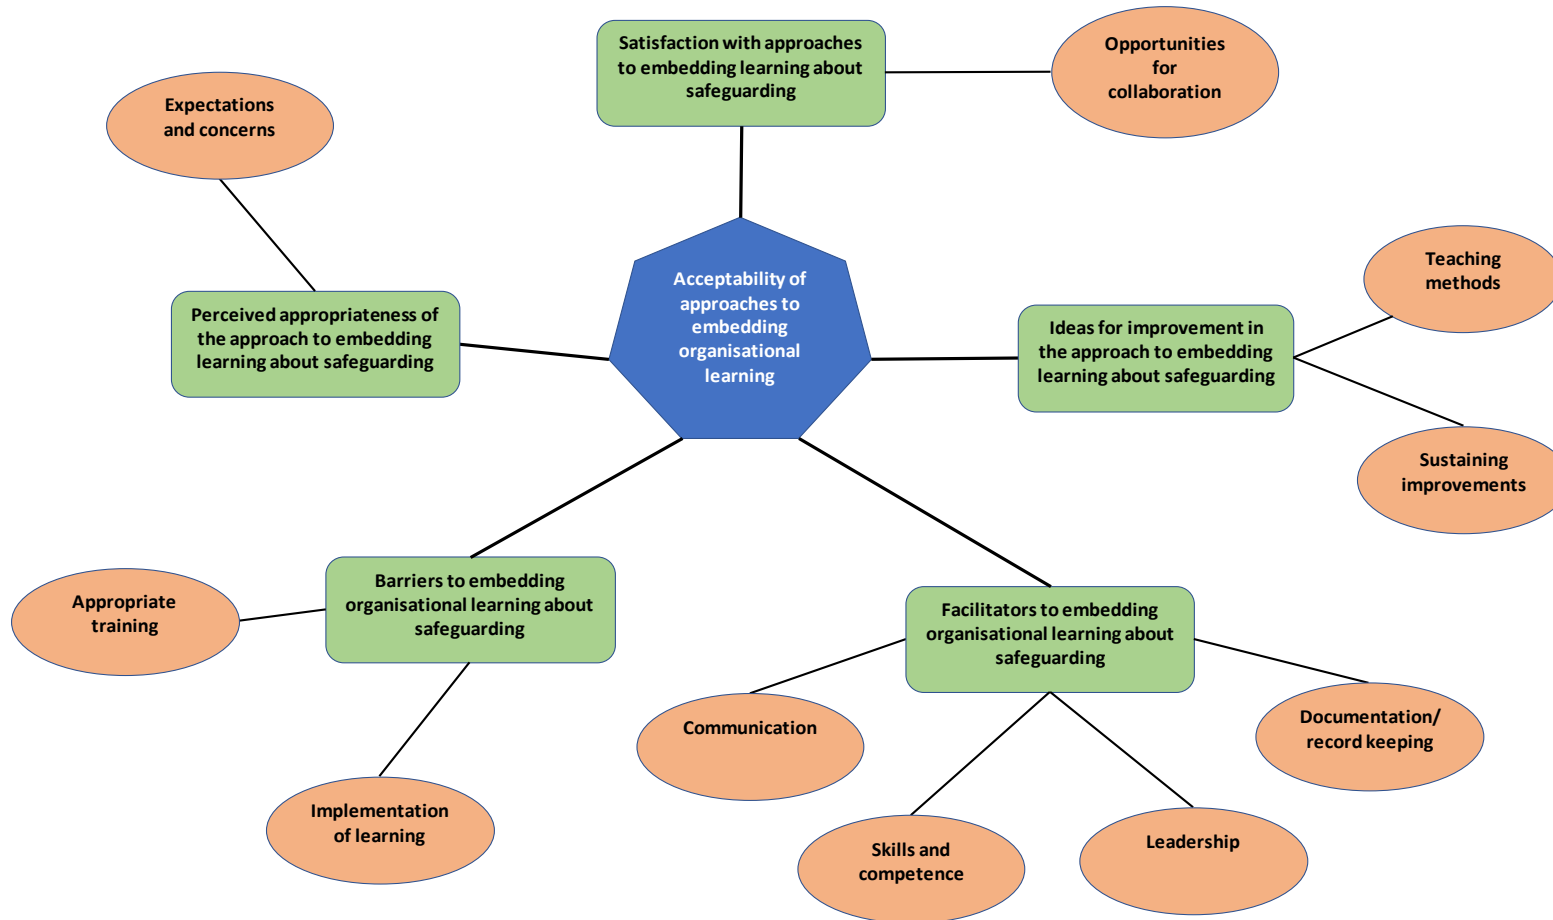 Satisfaction with approaches
to embedding learning about
safeguarding
Opportunities
for
collaboration
Expectations
and concerns
Acceptability of
approaches to
embedding
organisational
learning
Teaching
methods
Perceived appropriateness of
the approach to embedding
learning about safeguarding
Ideas for improvement in
the approach to embedding
learning about safeguarding
Sustaining
improvements
Barriers to embedding
organisational learning about
safeguarding
Appropriate
training
Facilitators to embedding
organisational learning about
safeguarding
Communication
Documentation/
record keeping
Implementation
of learning
Skills and
competence
Leadership